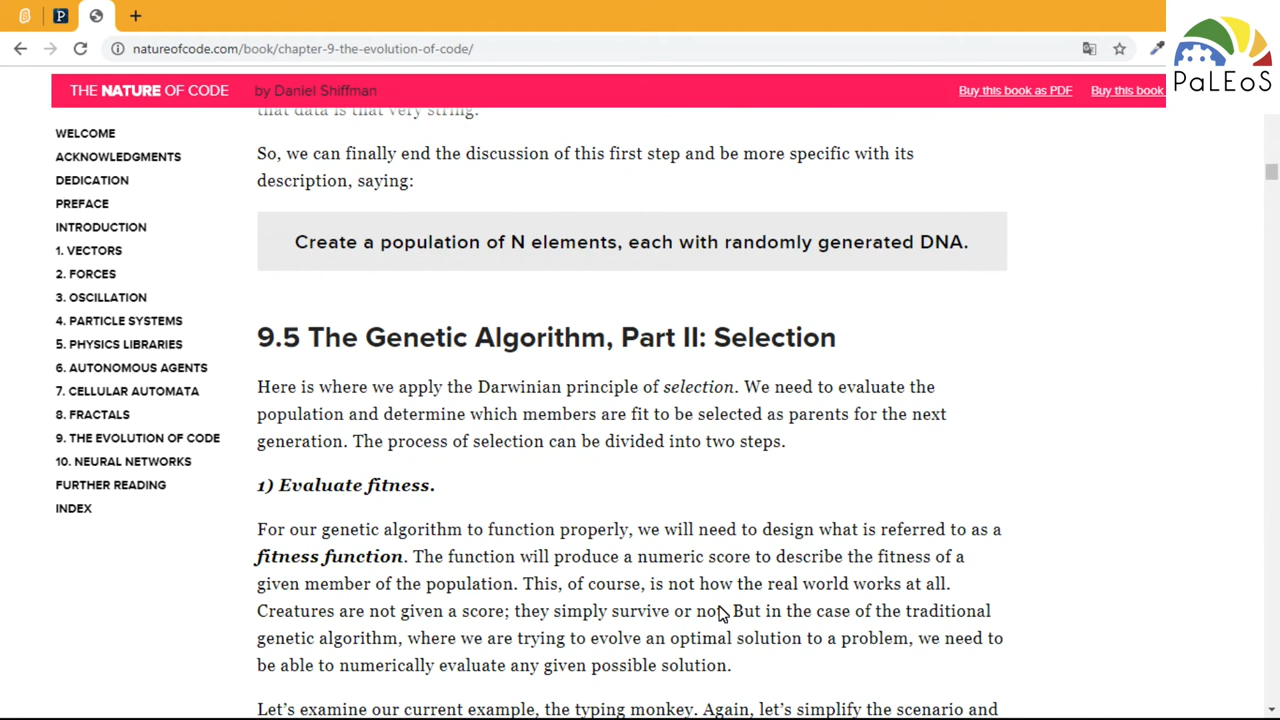 natureofcode.com/book/chapter-9-the-evolution-of-code/
PaLEoS
THE NATURE OF CODE by Daniel Shiffman Buy this book as PDF Buy this book
WELCOME
ACKNOWLEDGMENTS
DEDICATION
PREFACE
INTRODUCTION
1. VECTORS
2. FORCES
3. OSCILLATION
4. PARTICLE SYSTEMS
5. PHYSICS LIBRARIES
6. AUTONOMOUS AGENTS
7. CELLULAR AUTOMATA
8. FRACTALS
9. THE EVOLUTION OF CODE
10. NEURAL NETWORKS
FURTHER READING
INDEX
that data is that very string.
So, we can finally end the discussion of this first step and be more specific with its
description, saying:
Create a population of N elements, each with randomly generated DNA.
9.5 The Genetic Algorithm, Part II: Selection
Here is where we apply the Darwinian principle of selection. We need to evaluate the
population and determine which members are fit to be selected as parents for the next
generation. The process of selection can be divided into two steps.
1) Evaluate fitness.
For our genetic algorithm to function properly, we will need to design what is referred to as a
fitness function. The function will produce a numeric score to describe the fitness of a
given member of the population. This, of course, is not how the real world works at all.
Creatures are not given a score; they simply survive or not. But in the case of the traditional
genetic algorithm, where we are trying to evolve an optimal solution to a problem, we need to
be able to numerically evaluate any given possible solution.
Let's examine our current example, the typing monkey. Again, let's simplify the scenario and